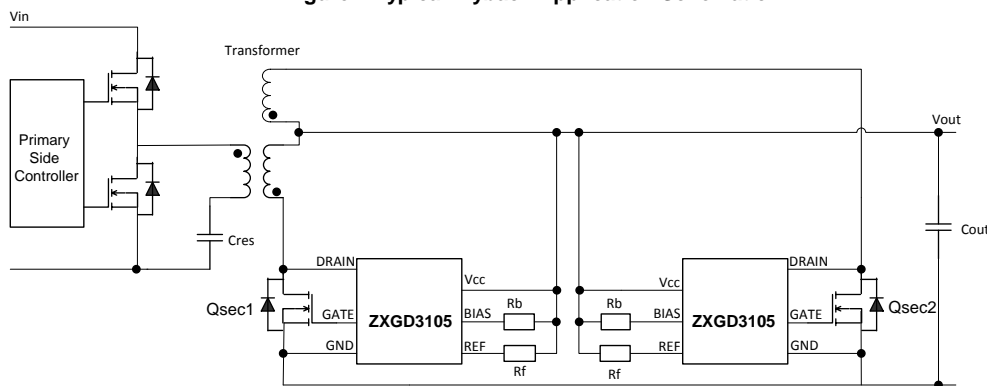 Vin
Transformer
Vout
Primary
Side
Controller
Cres
Cout
DRAIN
Vcc
Qsec1
GATE
ZXGD3105
BIAS
Rb
GND
REF
Rf
DRAIN
Vcc
Rb
BIAS
ZXGD3105
GATE
Qsec2
REF
GND
Rf